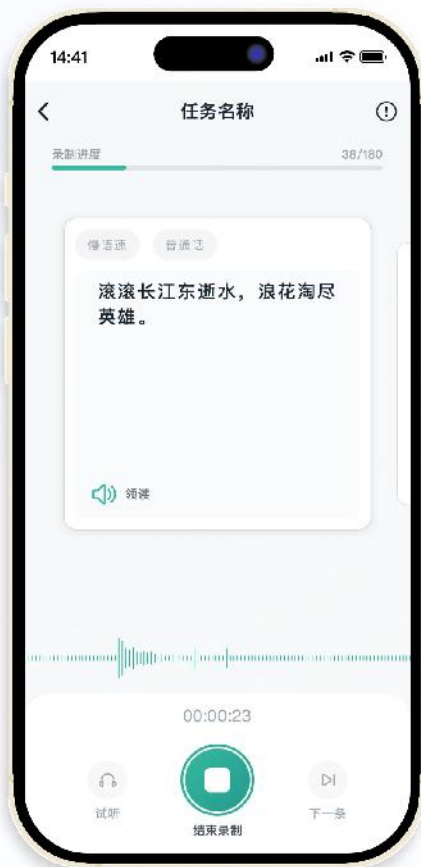 14:41
任务名称
录制进度
38/180
慢语速
普通话
滚滚长江东逝水，浪花淘尽
英雄。
领读
00:00:23
试听
下一条
结束录制